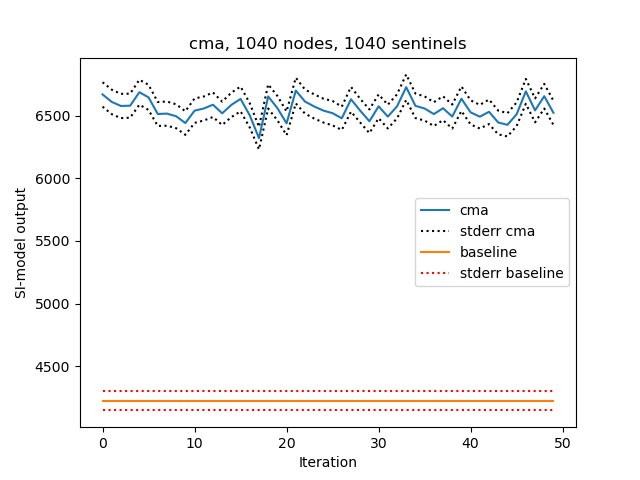 cma, 1040 nodes, 1040 sentinels
SI-model output
6500
6000
5500
5000
4500
cma
stderr cma
baseline
stderr baseline
0 10 20 30 40 50
Iteration